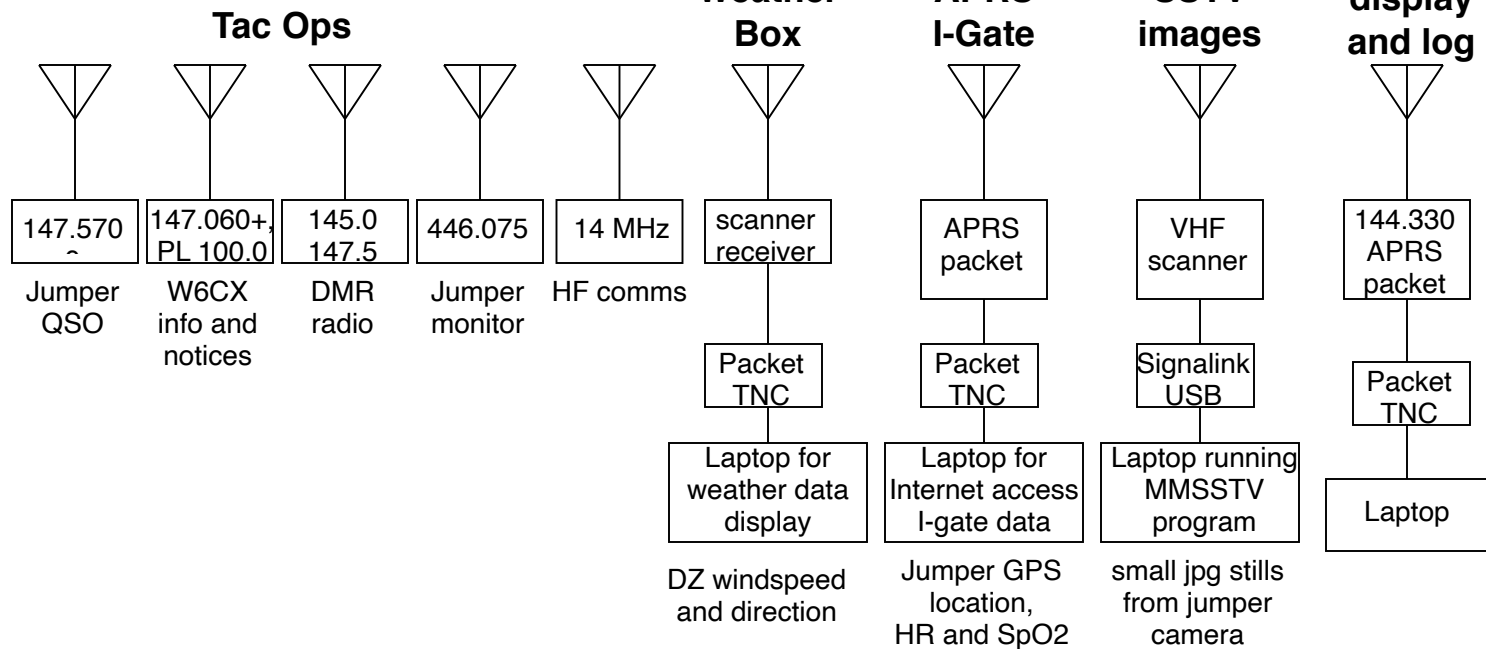 Tac Ops
Weather
Box
APRS
I-Gate
SSTV
images
display
and log
147.570
147.060+,
PL 100.0
145.0
147.5
446.075
14 MHz
scanner
receiver
APRS
packet
VHF
scanner
144.330
APRS
packet
Jumper
QSO
W6CX
info and
notices
DMR
radio
Jumper
monitor
HF comms
Packet
TNC
Packet
TNC
Signalink
USB
Packet
TNC
Laptop for
weather data
display
Laptop for
Internet access
I-gate data
Laptop running
MMSSTV
program
Laptop
DZ windspeed
and direction
Jumper GPS
location,
HR and SpO2
small jpg stills
from jumper
camera